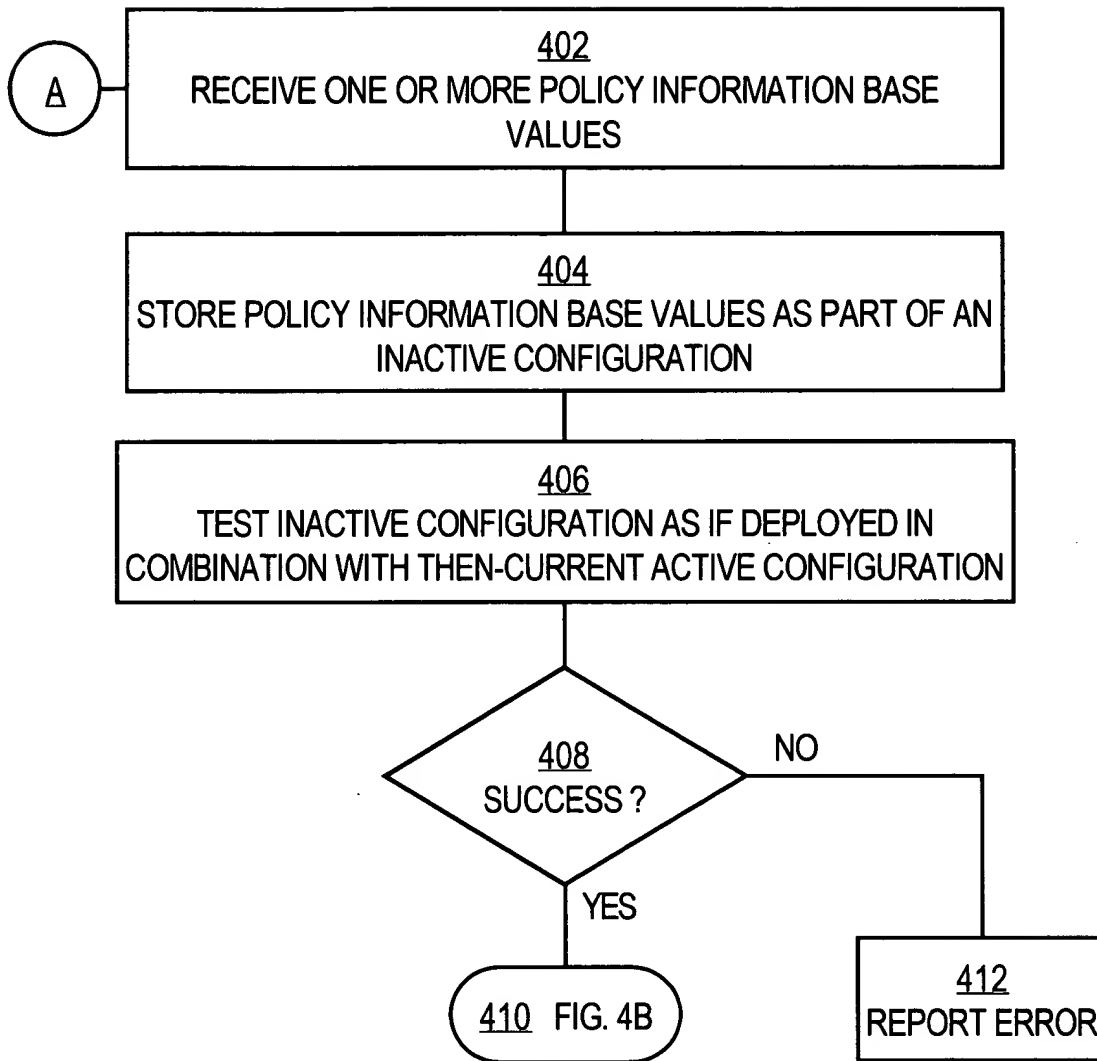 A
402
RECEIVE ONE OR MORE POLICY INFORMATION BASE
VALUES
404
STORE POLICY INFORMATION BASE VALUES AS PART OF AN
INACTIVE CONFIGURATION
406
TEST INACTIVE CONFIGURATION AS IF DEPLOYED IN
COMBINATION WITH THEN-CURRENT ACTIVE CONFIGURATION
408
SUCCESS ?
NO
YES
410 FIG. 4B
412
REPORT ERROR